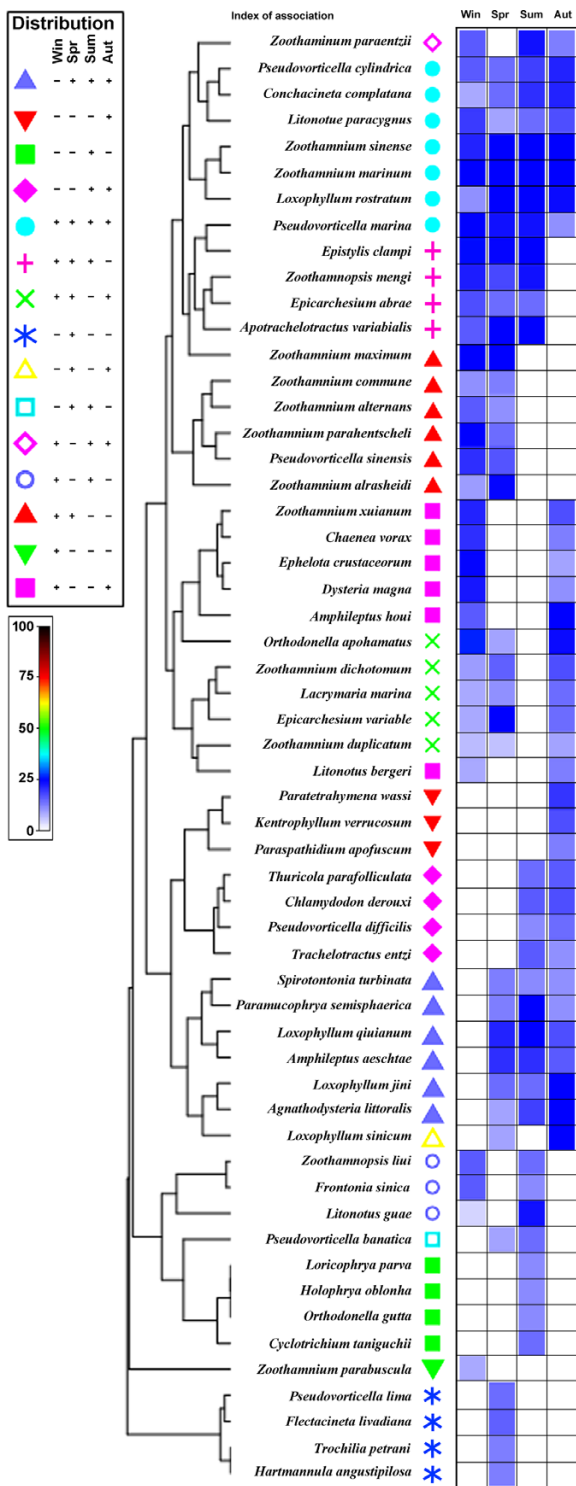 Distribution
Win Spr Sum Aut
– + + +
– – – +
– – + –
– – + +
+ + + +
+ + + –
+ + – +
– + – –
– + – +
– + + –
+ – + +
+ – + –
+ + – –
+ – – –
+ – – +
100
75
50
25
0
Index of association
Win Spr Sum Aut
Zoothaminum paraentzii
Pseudovorticella cylindrica
Conchacineta complatana
Litonotue paracygnus
Zoothamnium sinense
Zoothamnium marinum
Loxophyllum rostratum
Pseudovorticella marina
Epistylis clampi
Zoothamnopsis mengi
Epicarchesium abrae
Apotrachelotractus variabialis
Zoothamnium maximum
Zoothamnium commune
Zoothamnium alternans
Zoothamnium parahentscheli
Pseudovorticella sinensis
Zoothamnium alrasheidi
Zoothamnium xuianum
Chaenea vorax
Ephelota crustaceorum
Dysteria magna
Amphileptus houi
Orthodonella apohamatus
Zoothamnium dichotomum
Lacrymaria marina
Epicarchesium variable
Zoothamnium duplicatum
Litonotus bergeri
Paratetrahymena wassi
Kentrophyllum verrucosum
Paraspathidium apofuscum
Thuricola parafolliculata
Chlamydodon derouxi
Pseudovorticella difficilis
Trachelotractus entzi
Spirotontonia turbinata
Paramucophrya semisphaerica
Loxophyllum qiuianum
Amphileptus aeschtae
Loxophyllum jini
Agnathodysteria littoralis
Loxophyllum sinicum
Zoothamnopsis liui
Frontonia sinica
Litonotus guae
Pseudovorticella banatica
Loricophrya parva
Holophrya oblonha
Orthodonella gutta
Cyclotrichium taniguchii
Zoothamnium parabuscula
Pseudovorticella lima
Flectacineta livadiana
Trochilia petrani
Hartmannula angustipilosa